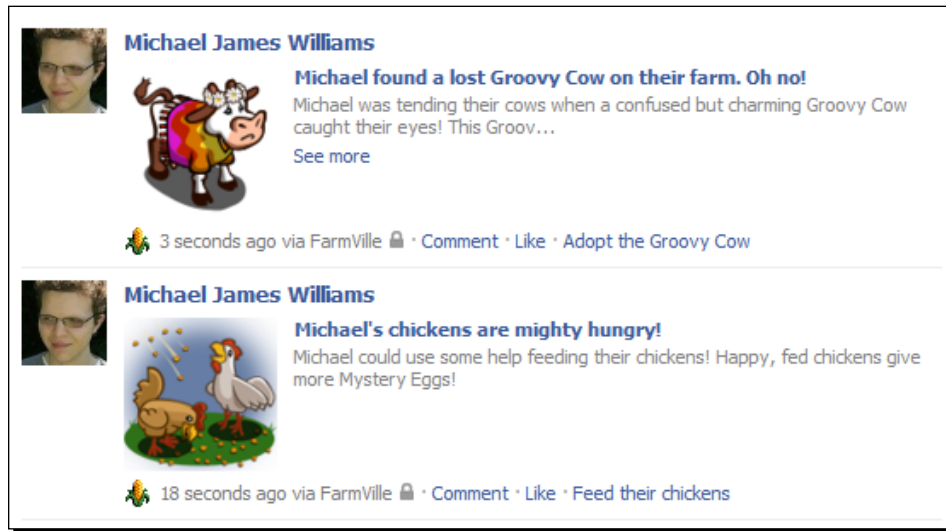 Michael James Williams
Michael found a lost Groovy Cow on their farm. Oh no!
Michael was tending their cows when a confused but charming Groovy Cow
caught their eyes! This Groov...
See more
3 seconds ago via FarmVille · Comment · Like · Adopt the Groovy Cow
Michael James Williams
Michael's chickens are mighty hungry!
Michael could use some help feeding their chickens! Happy, fed chickens give
more Mystery Eggs!
18 seconds ago via FarmVille · Comment · Like · Feed their chickens